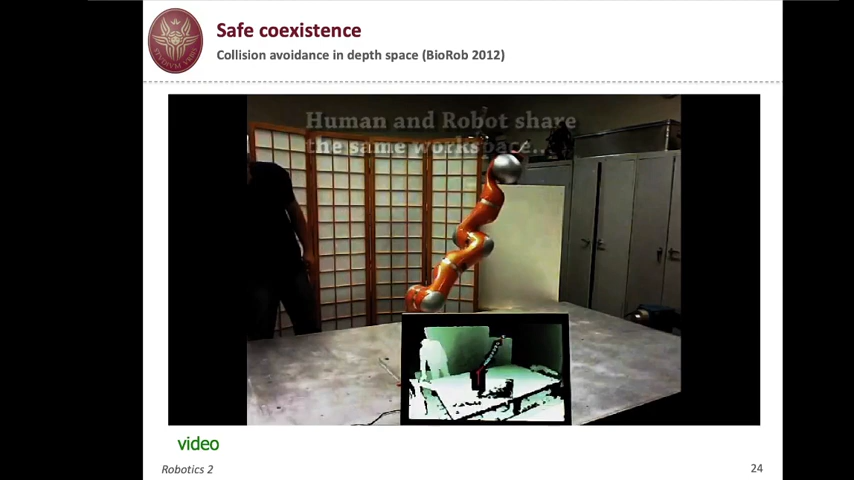 Safe coexistence
Collision avoidance in depth space (BioRob 2012)
Human and Robot share
the same workspace...
video
Robotics 2
24